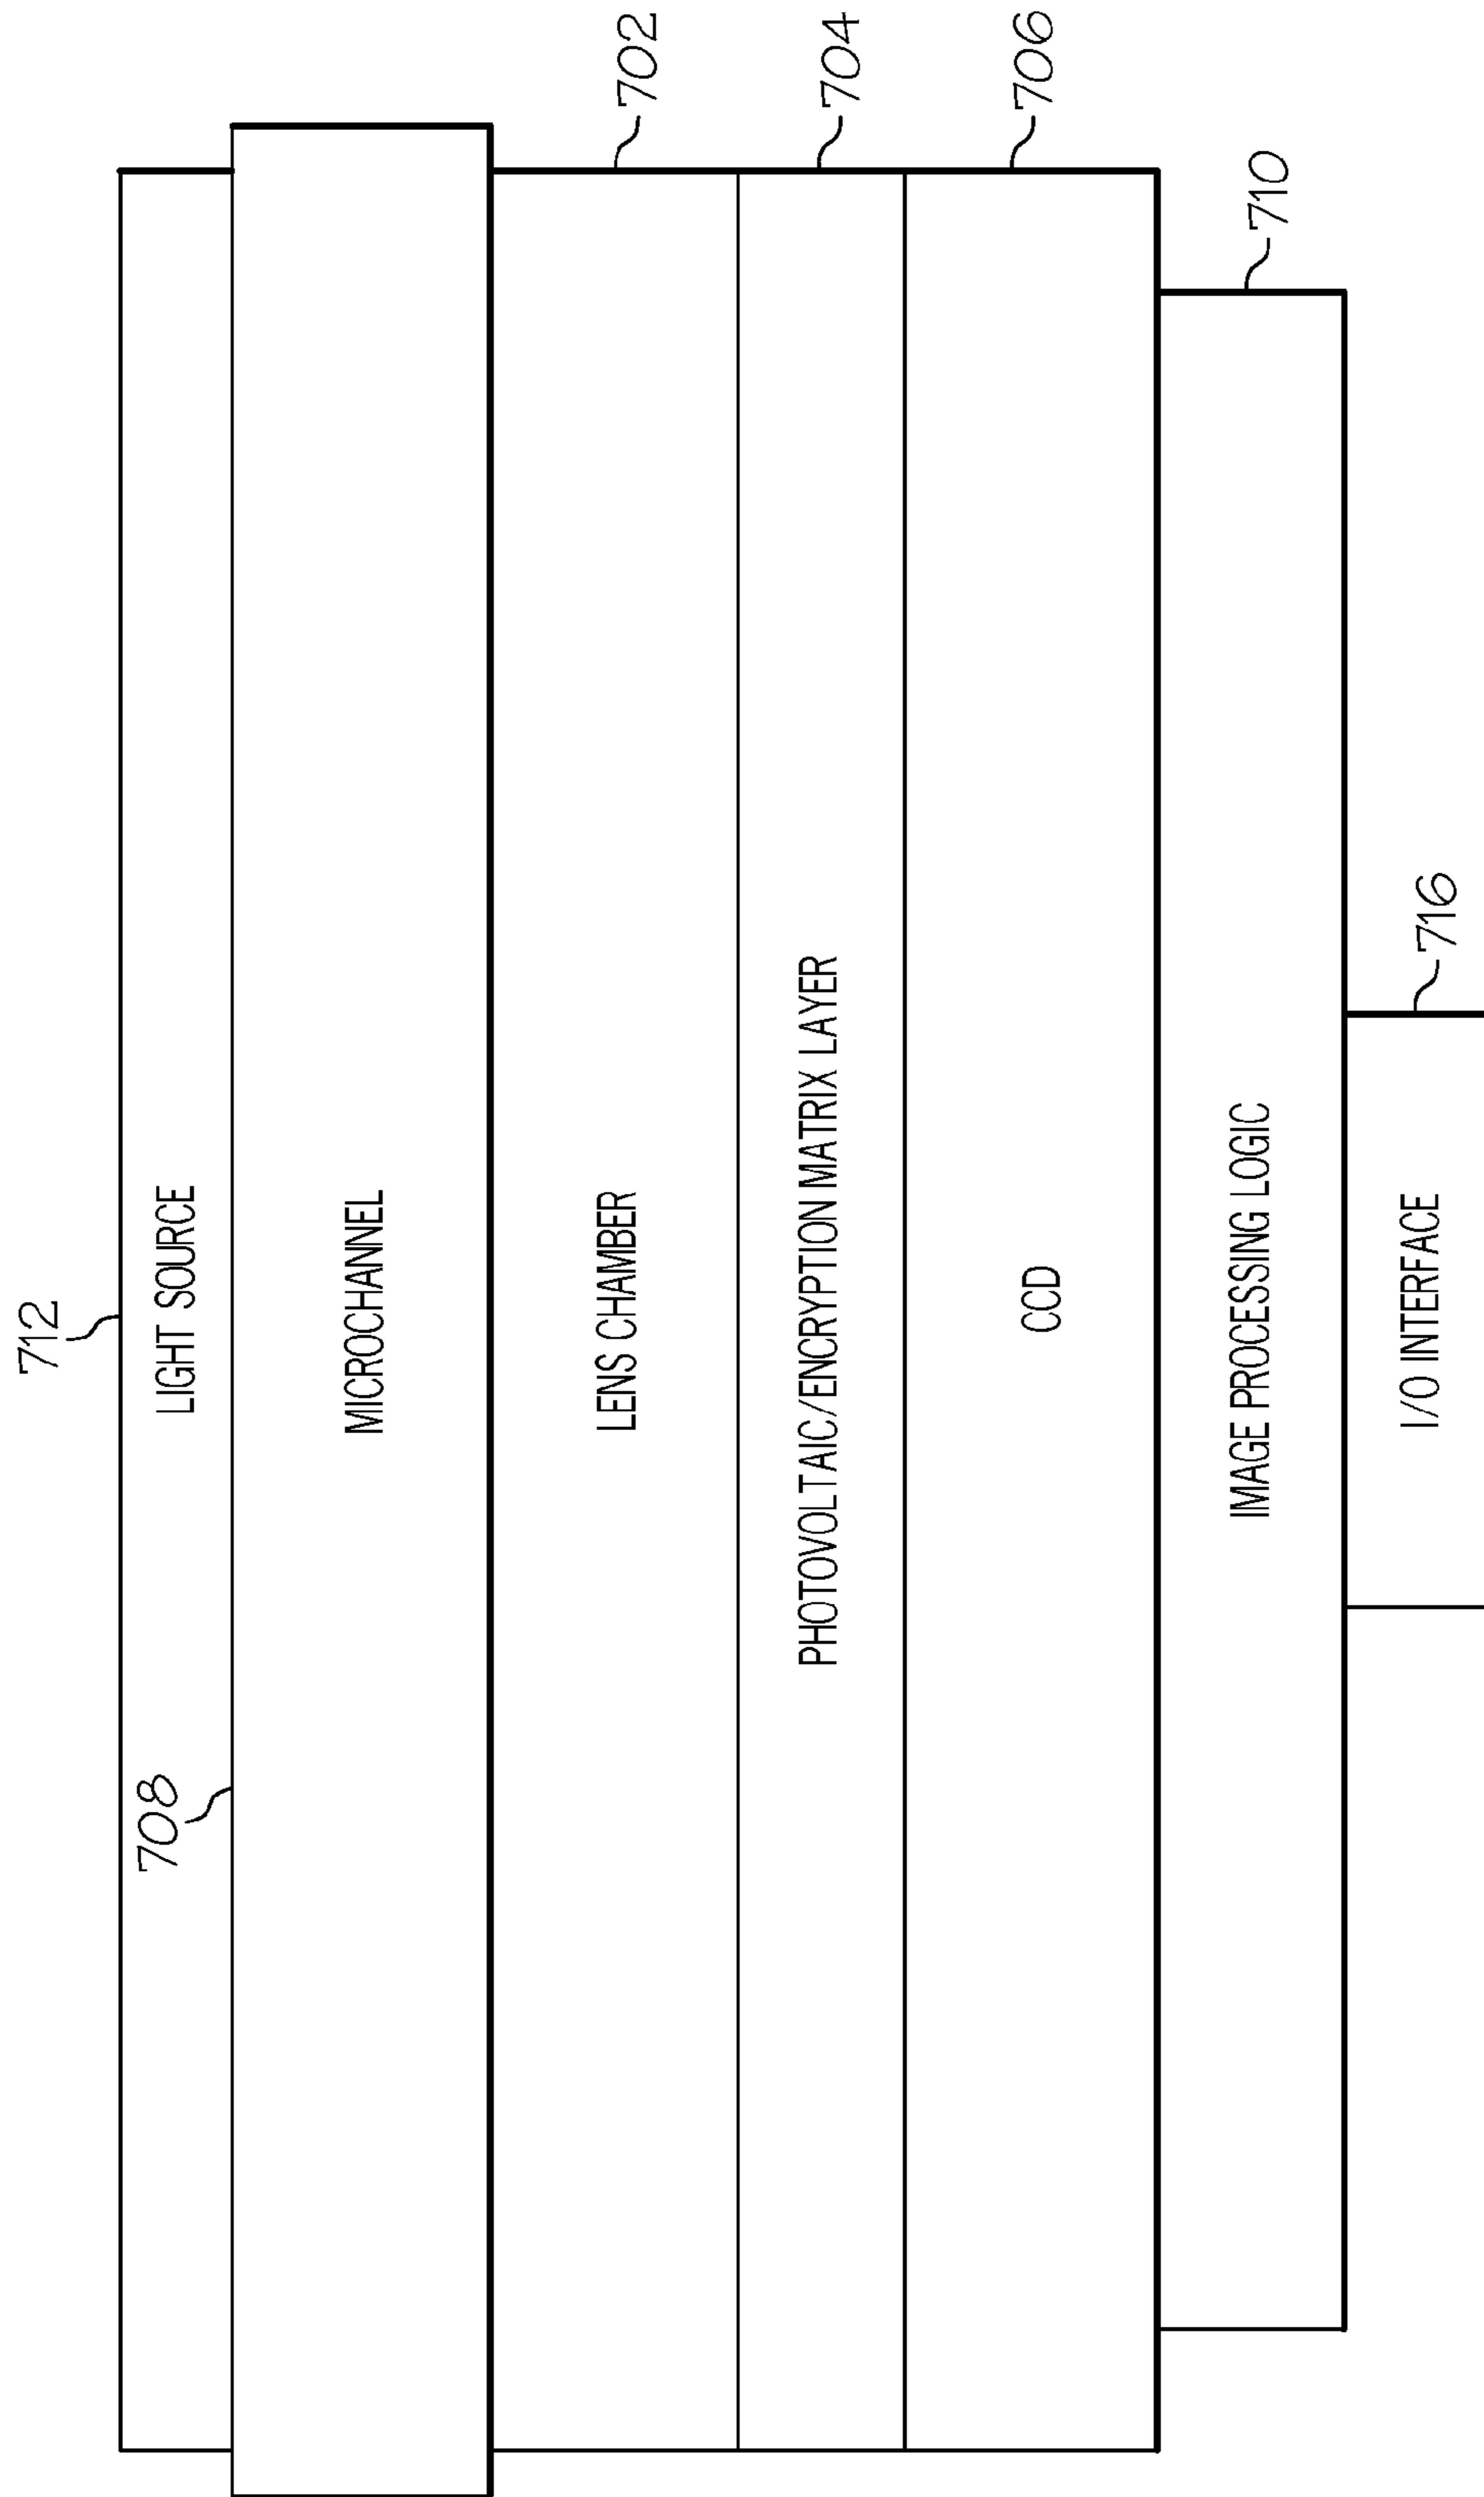 712
LIGHT SOURCE
708
MICROCHANNEL
LENS CHAMBER
702
PHOTOVOLTAIC/ENCRYPTION MATRIX LAYER
704
CCD
706
IMAGE PROCESSING LOGIC
710
I/O INTERFACE
716